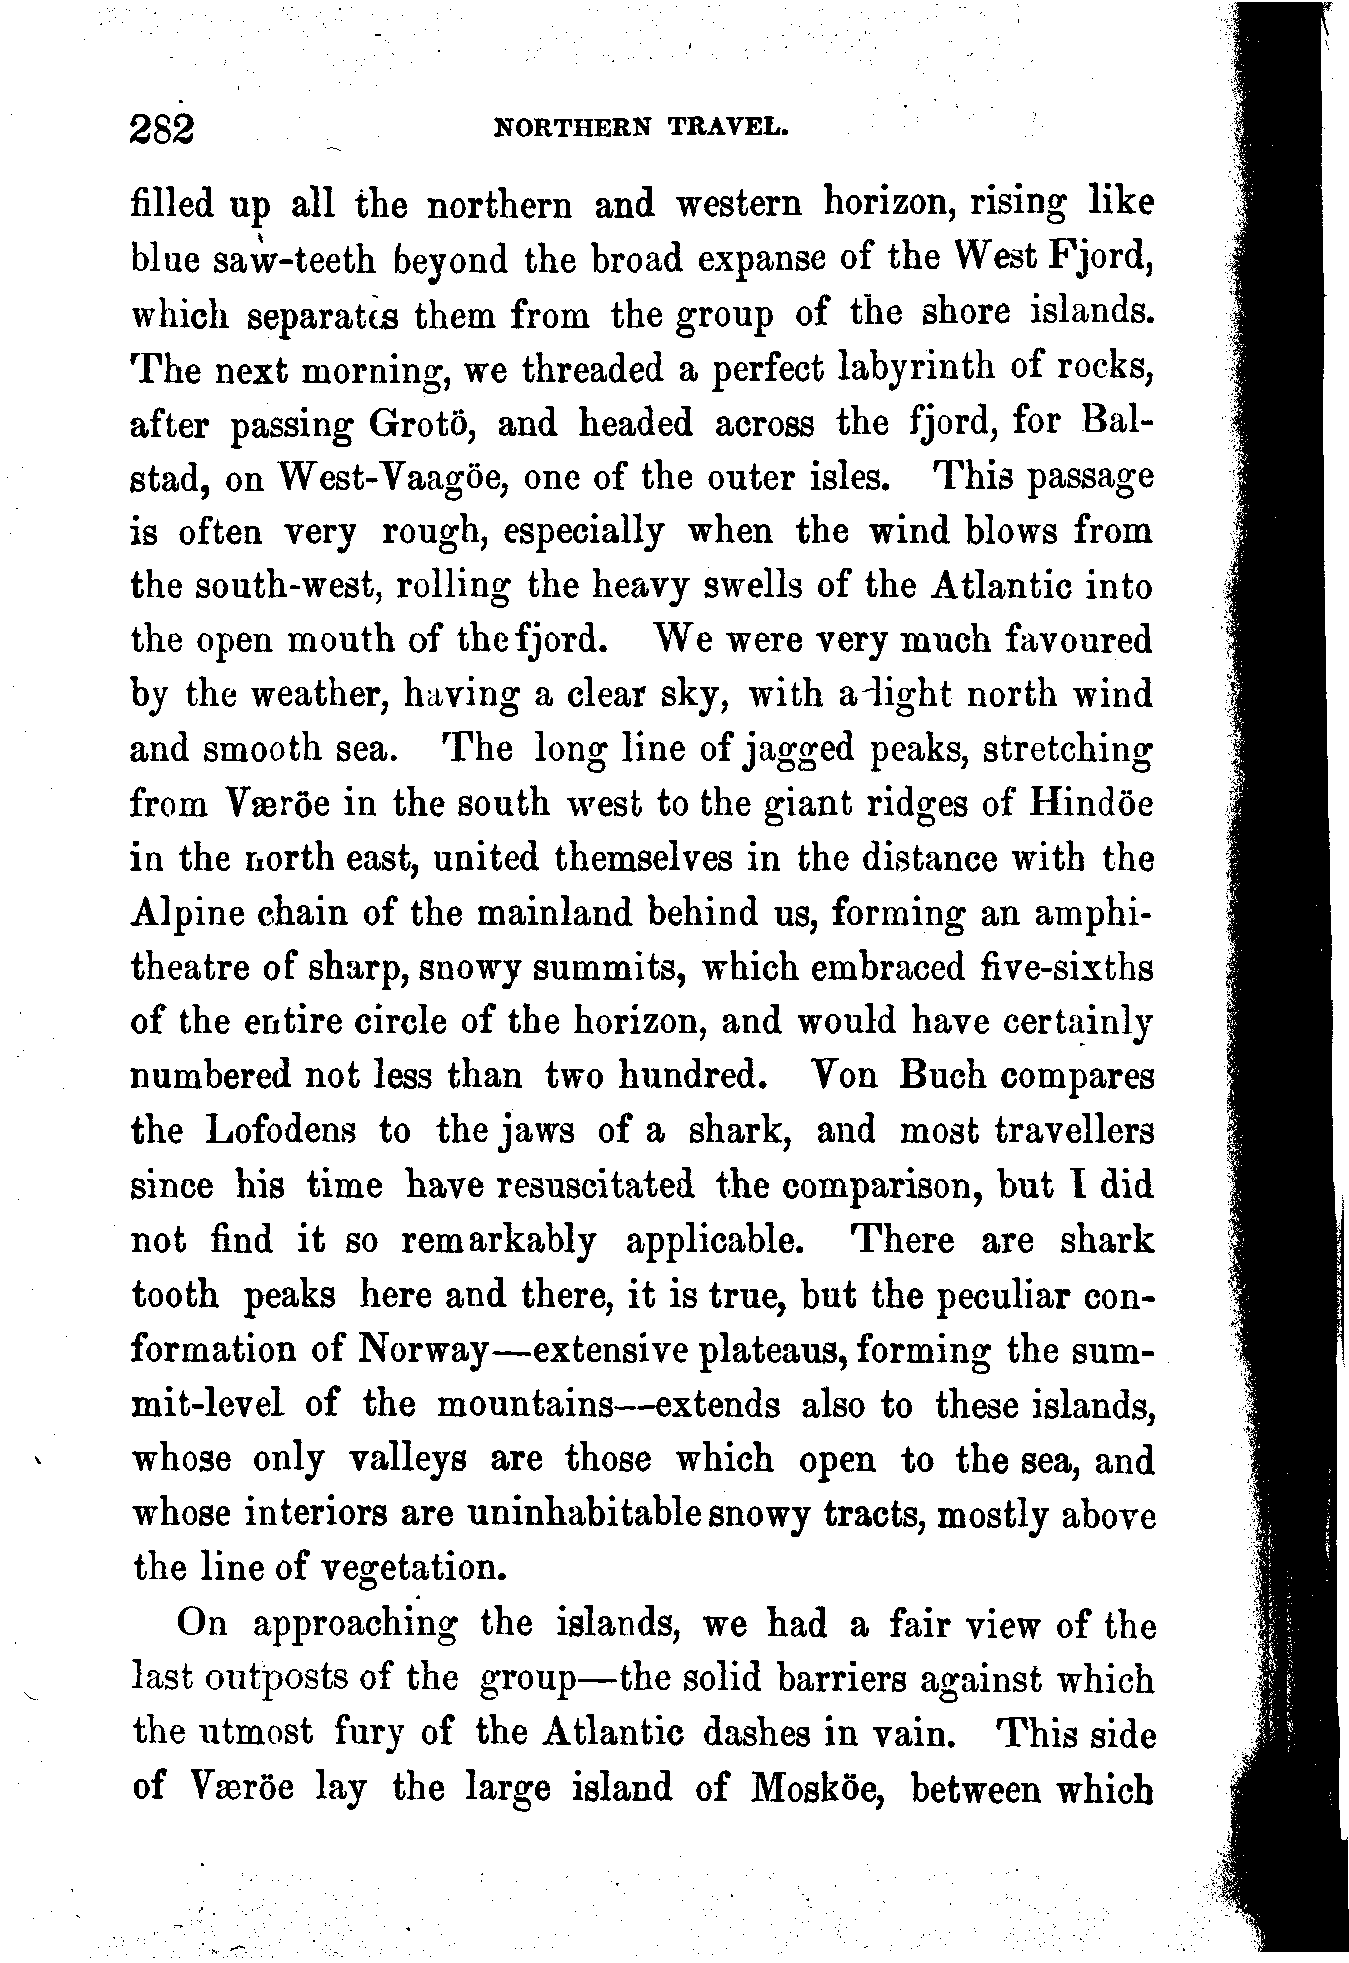 282 NORTHERN TRAVEL.
filled up all the northern and western horizon, rising like
blue saw-teeth beyond the broad expanse of the West Fjord,
which separates them from the group of the shore islands.
The next morning, we threaded a perfect labyrinth of rocks,
after passing Grotö, and headed across the fjord, for Bal-
stad, on West-Vaagöe, one of the outer isles. This passage
is often very rough, especially when the wind blows from
the south-west, rolling the heavy swells of the Atlantic into
the open mouth of the fjord. We were very much favoured
by the weather, having a clear sky, with a light north wind
and smooth sea. The long line of jagged peaks, stretching
from Væröe in the south west to the giant ridges of Hindöe
in the north east, united themselves in the distance with the
Alpine chain of the mainland behind us, forming an amphi-
theatre of sharp, snowy summits, which embraced five-sixths
of the entire circle of the horizon, and would have certainly
numbered not less than two hundred. Von Buch compares
the Lofodens to the jaws of a shark, and most travellers
since his time have resuscitated the comparison, but I did
not find it so remarkably applicable. There are shark
tooth peaks here and there, it is true, but the peculiar con-
formation of Norway—extensive plateaus, forming the sum-
mit-level of the mountains—extends also to these islands,
whose only valleys are those which open to the sea, and
whose interiors are uninhabitable snowy tracts, mostly above
the line of vegetation.
On approaching the islands, we had a fair view of the
last outposts of the group—the solid barriers against which
the utmost fury of the Atlantic dashes in vain. This side
of Væröe lay the large island of Mosköe, between which